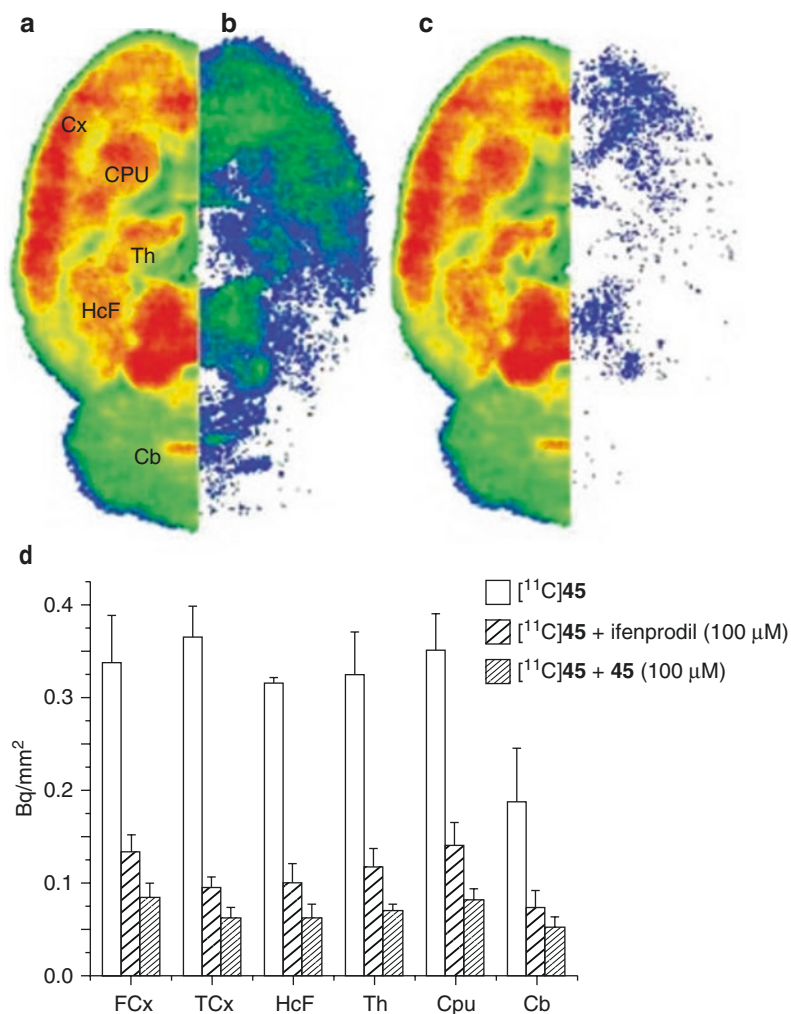 a b c
Cx
CPU
Th
HcF
Cb
d
[¹¹C]45
[¹¹C]45 + ifenprodil (100 μM)
[¹¹C]45 + 45 (100 μM)
Bq/mm²
0.4
0.3
0.2
0.1
0.0
FCx TCx HcF Th Cpu Cb